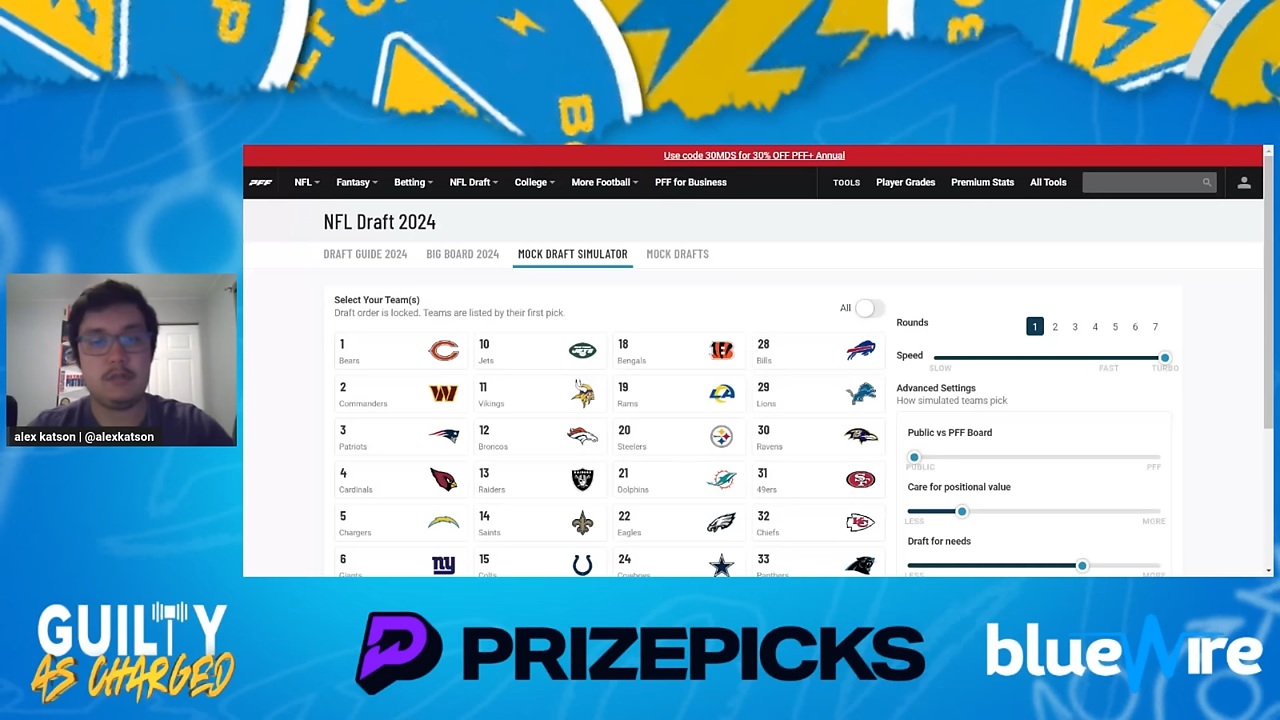 Use code 30MDS for 30% OFF PFF+ Annual
PFF
NFL
Fantasy
Betting
NFL Draft
College
More Football
PFF for Business
TOOLS
Player Grades
Premium Stats
All Tools
NFL Draft 2024
DRAFT GUIDE 2024
BIG BOARD 2024
MOCK DRAFT SIMULATOR
MOCK DRAFTS
Select Your Team(s)
Draft order is locked. Teams are listed by their first pick.
All
1
Bears
10
Jets
18
Bengals
28
Bills
2
Commanders
11
Vikings
19
Rams
29
Lions
3
Patriots
12
Broncos
20
Steelers
30
Ravens
4
Cardinals
13
Raiders
21
Dolphins
31
49ers
5
Chargers
14
Saints
22
Eagles
32
Chiefs
6
Giants
15
Colts
24
Cowboys
33
Panthers
Rounds
1 2 3 4 5 6 7
Speed
SLOW
FAST
TURBO
Advanced Settings
How simulated teams pick
Public vs PFF Board
PUBLIC
PFF
Care for positional value
LESS
MORE
Draft for needs
LESS
MORE
alex katson | @alexkatson
GUILTY
AS CHARGED
PRIZEPICKS
blueWire